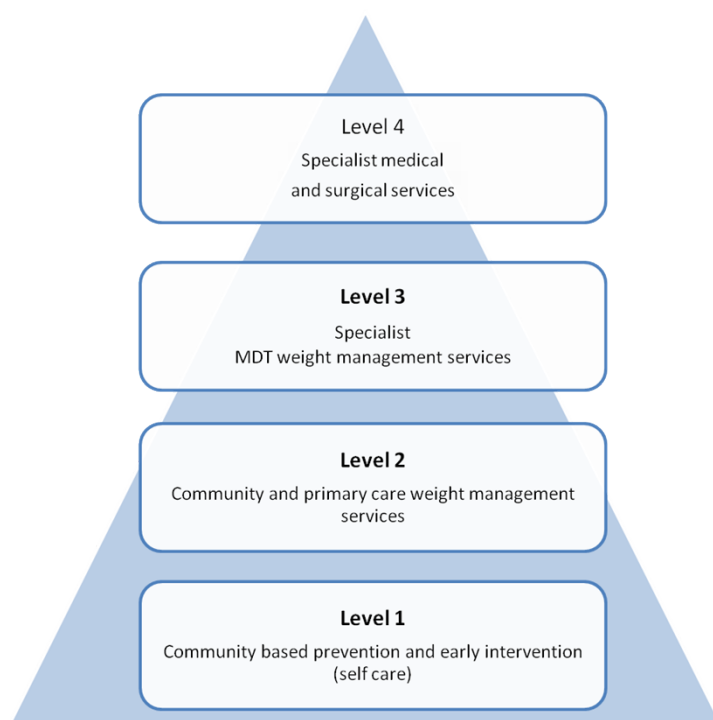 Level 4
Specialist medical
and surgical services
Level 3
Specialist
MDT weight management services
Level 2
Community and primary care weight management
services
Level 1
Community based prevention and early intervention
(self care)